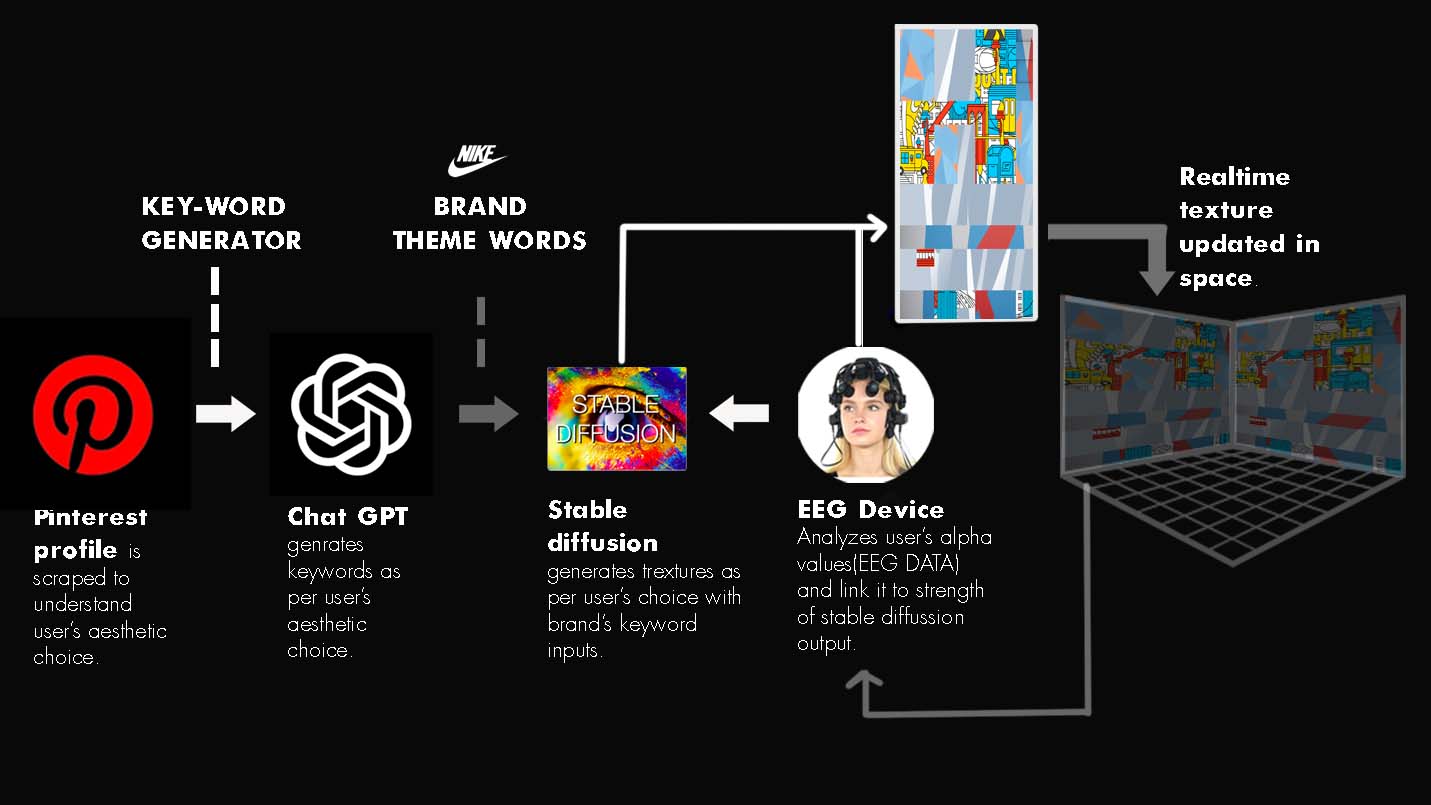 NIKE
KEY-WORD
GENERATOR
BRAND
THEME WORDS
Realtime
texture
updated in
space.
STABLE
DIFFUSION
Pinterest
profile is
scraped to
understand
user's aesthetic
choice.
Chat GPT
genrates
keywords as
per user's
aesthetic
choice.
Stable
diffusion
generates trextures as
per user's choice with
brand's keyword
inputs.
EEG Device
Analyzes user's alpha
values(EEG DATA)
and link it to strength
of stable diffussion
output.